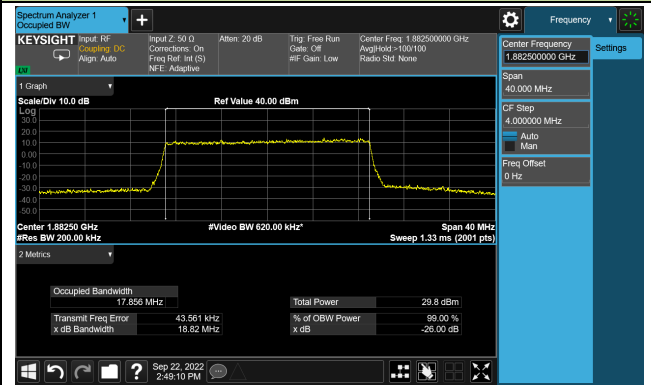 Spectrum Analyzer 1
Occupied BW
Frequency
KEYSIGHT
Input: RF
Coupling: DC
Align: Auto
Input Z: 50 Ω
Corrections: On
Freq Ref: Int (S)
NFE: Adaptive
Atten: 20 dB
Trig: Free Run
Gate: Off
#IF Gain: Low
Center Freq: 1.882500000 GHz
Avg|Hold:>100/100
Radio Std: None
Center Frequency
1.882500000 GHz
Settings
Span
40.000 MHz
CF Step
4.000000 MHz
Auto
Man
Freq Offset
0 Hz
1 Graph
Scale/Div 10.0 dB
Ref Value 40.00 dBm
Log
30.0
20.0
10.0
0.00
-10.0
-20.0
-30.0
-40.0
-50.0
Center 1.88250 GHz
#Video BW 620.00 kHz*
Span 40 MHz
#Res BW 200.00 kHz
Sweep 1.33 ms (2001 pts)
2 Metrics
Occupied Bandwidth
17.856 MHz
Total Power
29.8 dBm
Transmit Freq Error
43.561 kHz
% of OBW Power
99.00 %
x dB Bandwidth
18.82 MHz
x dB
-26.00 dB
Sep 22, 2022
2:49:10 PM